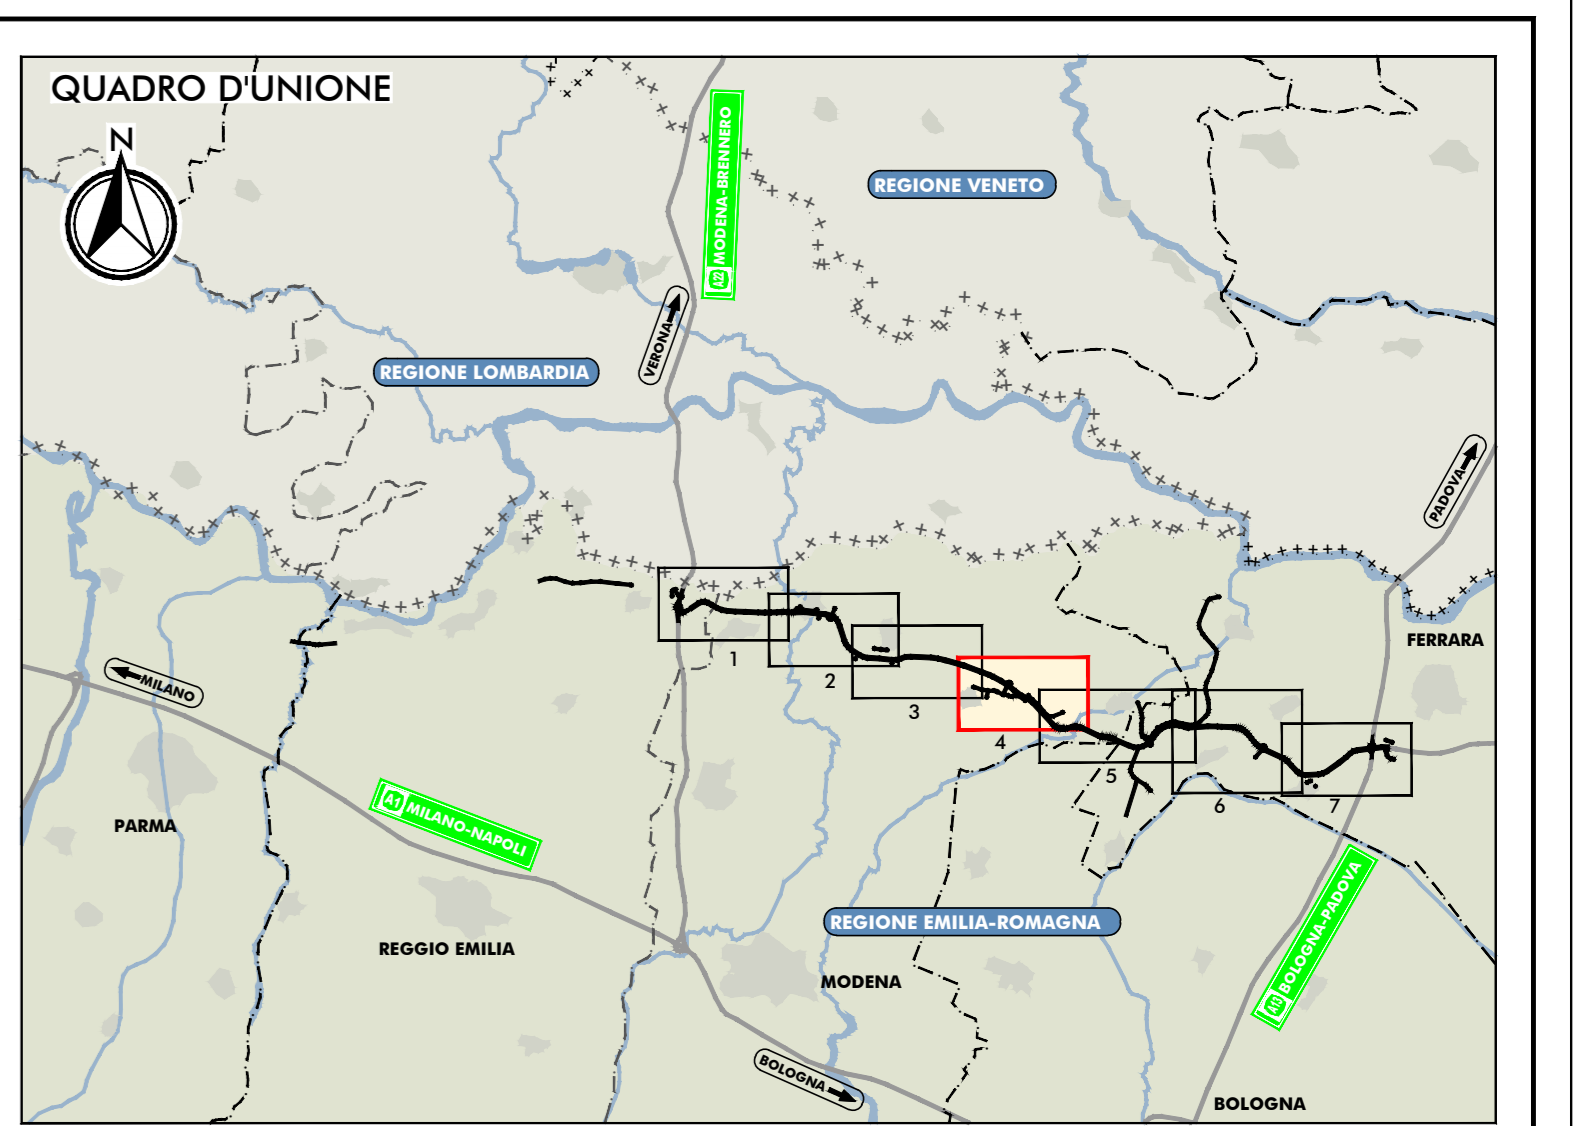 QUADRO D'UNIONE
N
A22 MODENA-BRENNERO
REGIONE VENETO
VERONA
REGIONE LOMBARDIA
PADOVA
FERRARA
MILANO
1
2
3
4
5
6
7
A1 MILANO-NAPOLI
PARMA
REGGIO EMILIA
REGIONE EMILIA-ROMAGNA
MODENA
A13 BOLOGNA-PADOVA
BOLOGNA
BOLOGNA